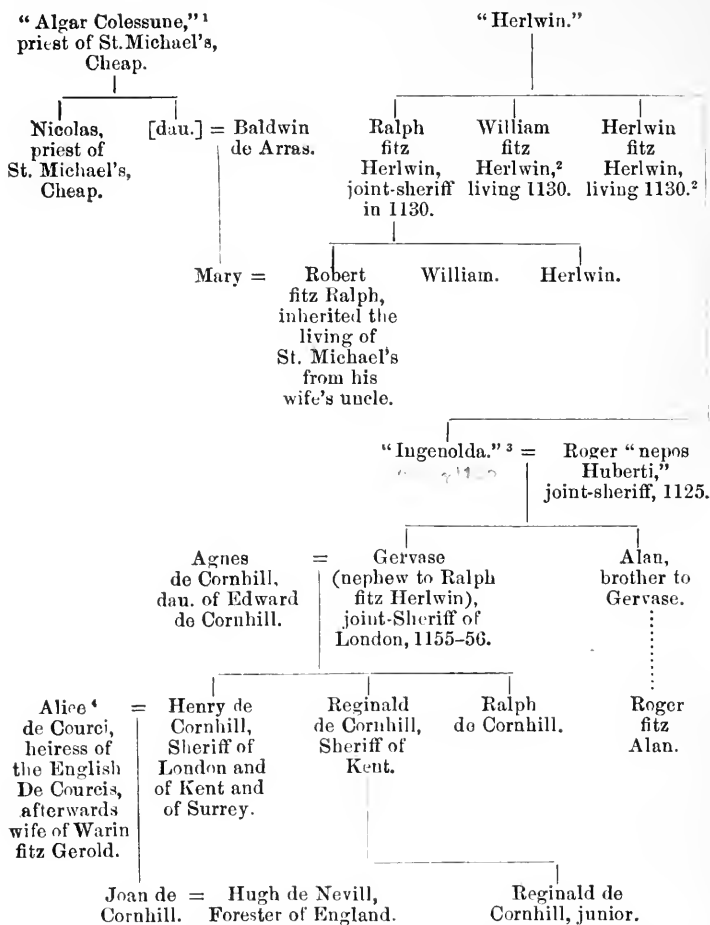 “Algar Colessune,” 1
priest of St. Michael's,
Cheap.
“Herlwin.”
Nicolas,
priest of
St. Michael's,
Cheap.
[dau.] = Baldwin
de Arras.
Ralph
fitz
Herlwin,
joint-sheriff
in 1130.
William
fitz
Herlwin,2
living 1130.
Herlwin
fitz
Herlwin,
living 1130.2
Mary =
Robert
fitz Ralph,
inherited the
living of
St. Michael's
from his
wife's uncle.
William.
Herlwin.
“Ingenolda.” 3 =
Roger “nepos
Huberti,”
joint-sheriff, 1125.
Agnes
de Cornhill,
dau. of Edward
de Cornhill.
=
Gervase
(nephew to Ralph
fitz Herlwin),
joint-Sheriff of
London, 1155–56.
Alan,
brother to
Gervase.
Alice 4
de Courci,
heiress of
the English
De Courcis,
afterwards
wife of Warin
fitz Gerold.
=
Henry de
Cornhill,
Sheriff of
London and
of Kent and
of Surrey.
Reginald
de Cornhill,
Sheriff of
Kent.
Ralph
de Cornhill.
Roger
fitz
Alan.
Joan de
Cornhill.
=
Hugh de Nevill,
Forester of England.
Reginald de
Cornhill, junior.